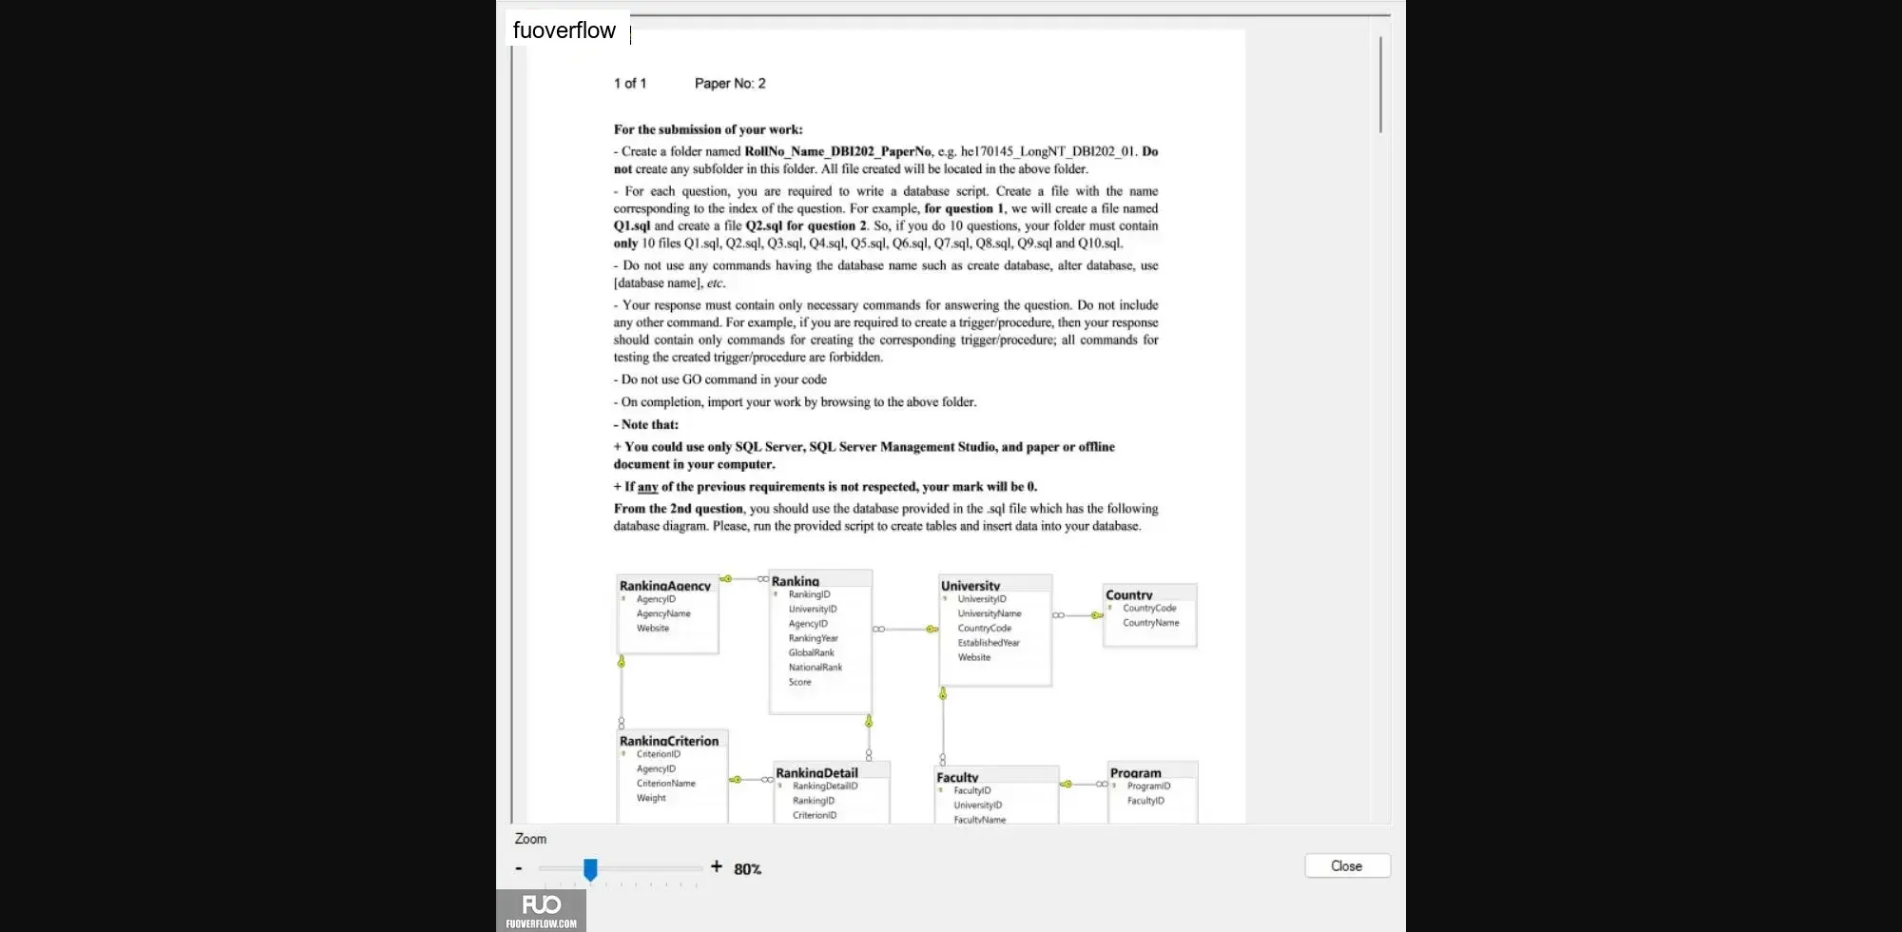 fuoverflow
1 of 1 Paper No: 2
For the submission of your work:
- Create a folder named RollNo_Name_DBI202_PaperNo, e.g. he170145_LongNT_DBI202_01. Do
not create any subfolder in this folder. All file created will be located in the above folder.
- For each question, you are required to write a database script. Create a file with the name
corresponding to the index of the question. For example, for question 1, we will create a file named
Q1.sql and create a file Q2.sql for question 2. So, if you do 10 questions, your folder must contain
only 10 files Q1.sql, Q2.sql, Q3.sql, Q4.sql, Q5.sql, Q6.sql, Q7.sql, Q8.sql, Q9.sql and Q10.sql.
- Do not use any commands having the database name such as create database, alter database, use
[database name], etc.
- Your response must contain only necessary commands for answering the question. Do not include
any other command. For example, if you are required to create a trigger/procedure, then your response
should contain only commands for creating the corresponding trigger/procedure; all commands for
testing the created trigger/procedure are forbidden.
- Do not use GO command in your code
- On completion, import your work by browsing to the above folder.
- Note that:
+ You could use only SQL Server, SQL Server Management Studio, and paper or offline
document in your computer.
+ If any of the previous requirements is not respected, your mark will be 0.
From the 2nd question, you should use the database provided in the .sql file which has the following
database diagram. Please, run the provided script to create tables and insert data into your database.
RankingAgency
AgencyID
AgencyName
Website
Ranking
RankingID
UniversityID
AgencyID
RankingYear
GlobalRank
NationalRank
Score
University
UniversityID
UniversityName
CountryCode
EstablishedYear
Website
Country
CountryCode
CountryName
RankingCriterion
CriterionID
AgencyID
CriterionName
Weight
RankingDetail
RankingDetailID
RankingID
CriterionID
Faculty
FacultyID
UniversityID
FacultyName
Program
ProgramID
FacultyID
Zoom
- + 80%
Close
FUO
FUOVERFLOW.COM